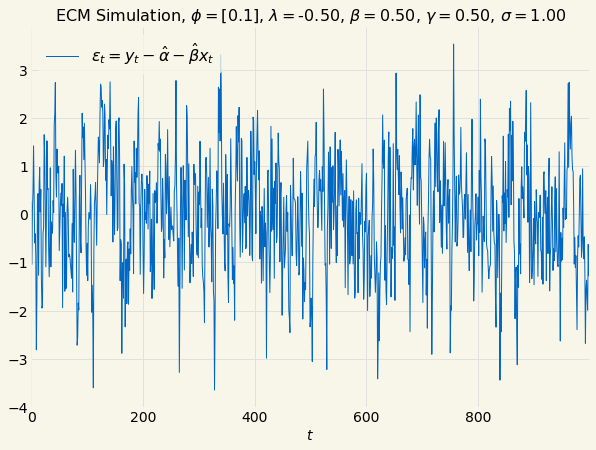 ECM Simulation, ϕ = [0.1], λ = -0.50, β = 0.50, γ = 0.50, σ = 1.00
εₜ = yₜ − α̂ − β̂xₜ
3
2
1
0
−1
−2
−3
−4
0 200 400 600 800
t